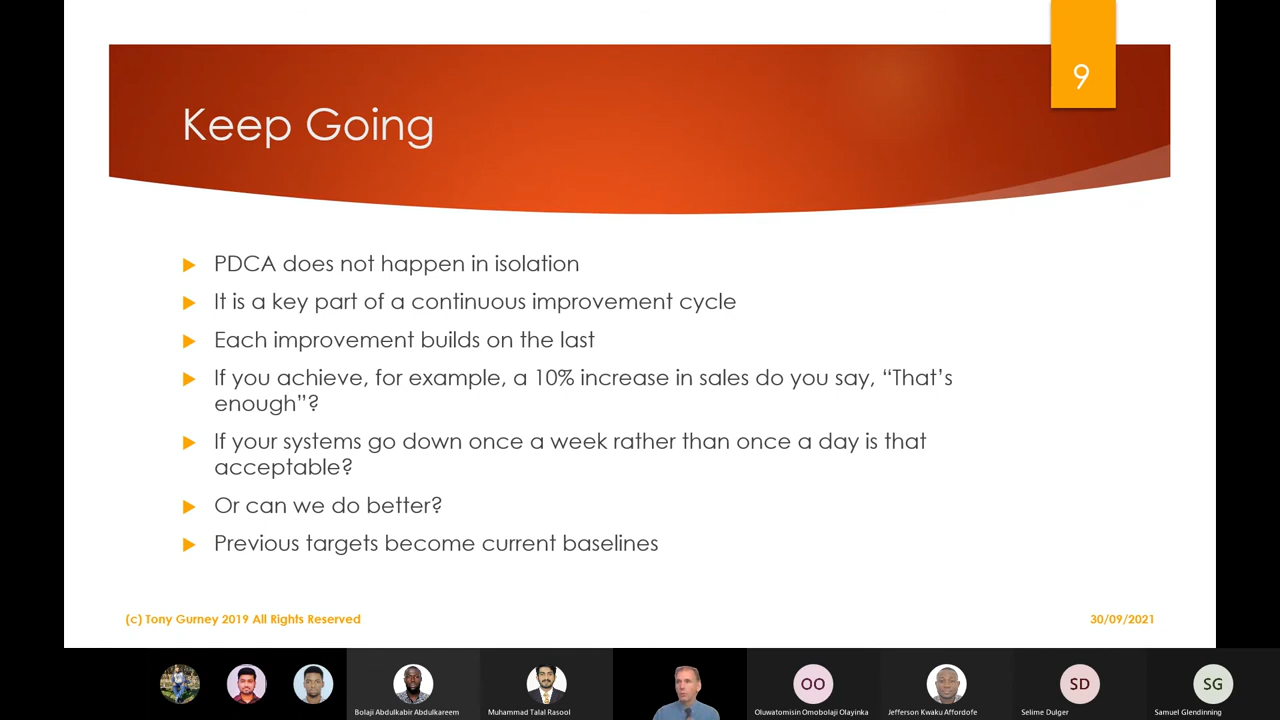 9
Keep Going
PDCA does not happen in isolation
It is a key part of a continuous improvement cycle
Each improvement builds on the last
If you achieve, for example, a 10% increase in sales do you say, “That’s
enough”?
If your systems go down once a week rather than once a day is that
acceptable?
Or can we do better?
Previous targets become current baselines
(c) Tony Gurney 2019 All Rights Reserved
30/09/2021
OO
SD
SG
Bolaji Abdulkabir Abdulkareem
Muhammad Talal Rasool
Oluwatomisin Omobolaji Olayinka
Jefferson Kwaku Affordofe
Selime Dulger
Samuel Glendinning